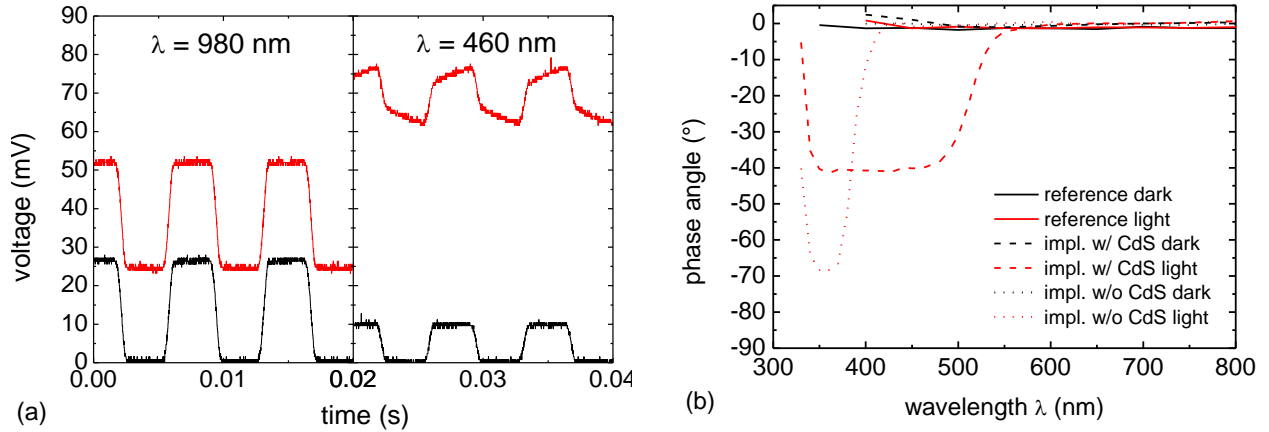 λ = 980 nm
λ = 460 nm
90
80
70
60
50
40
30
20
10
0
voltage (mV)
0.00
0.01
0.02
0.02
0.03
0.04
time (s)
(a)
0
-10
-20
-30
-40
-50
-60
-70
-80
-90
phase angle (°)
reference dark
reference light
impl. w/ CdS dark
impl. w/ CdS light
impl. w/o CdS dark
impl. w/o CdS light
300
400
500
600
700
800
wavelength λ (nm)
(b)